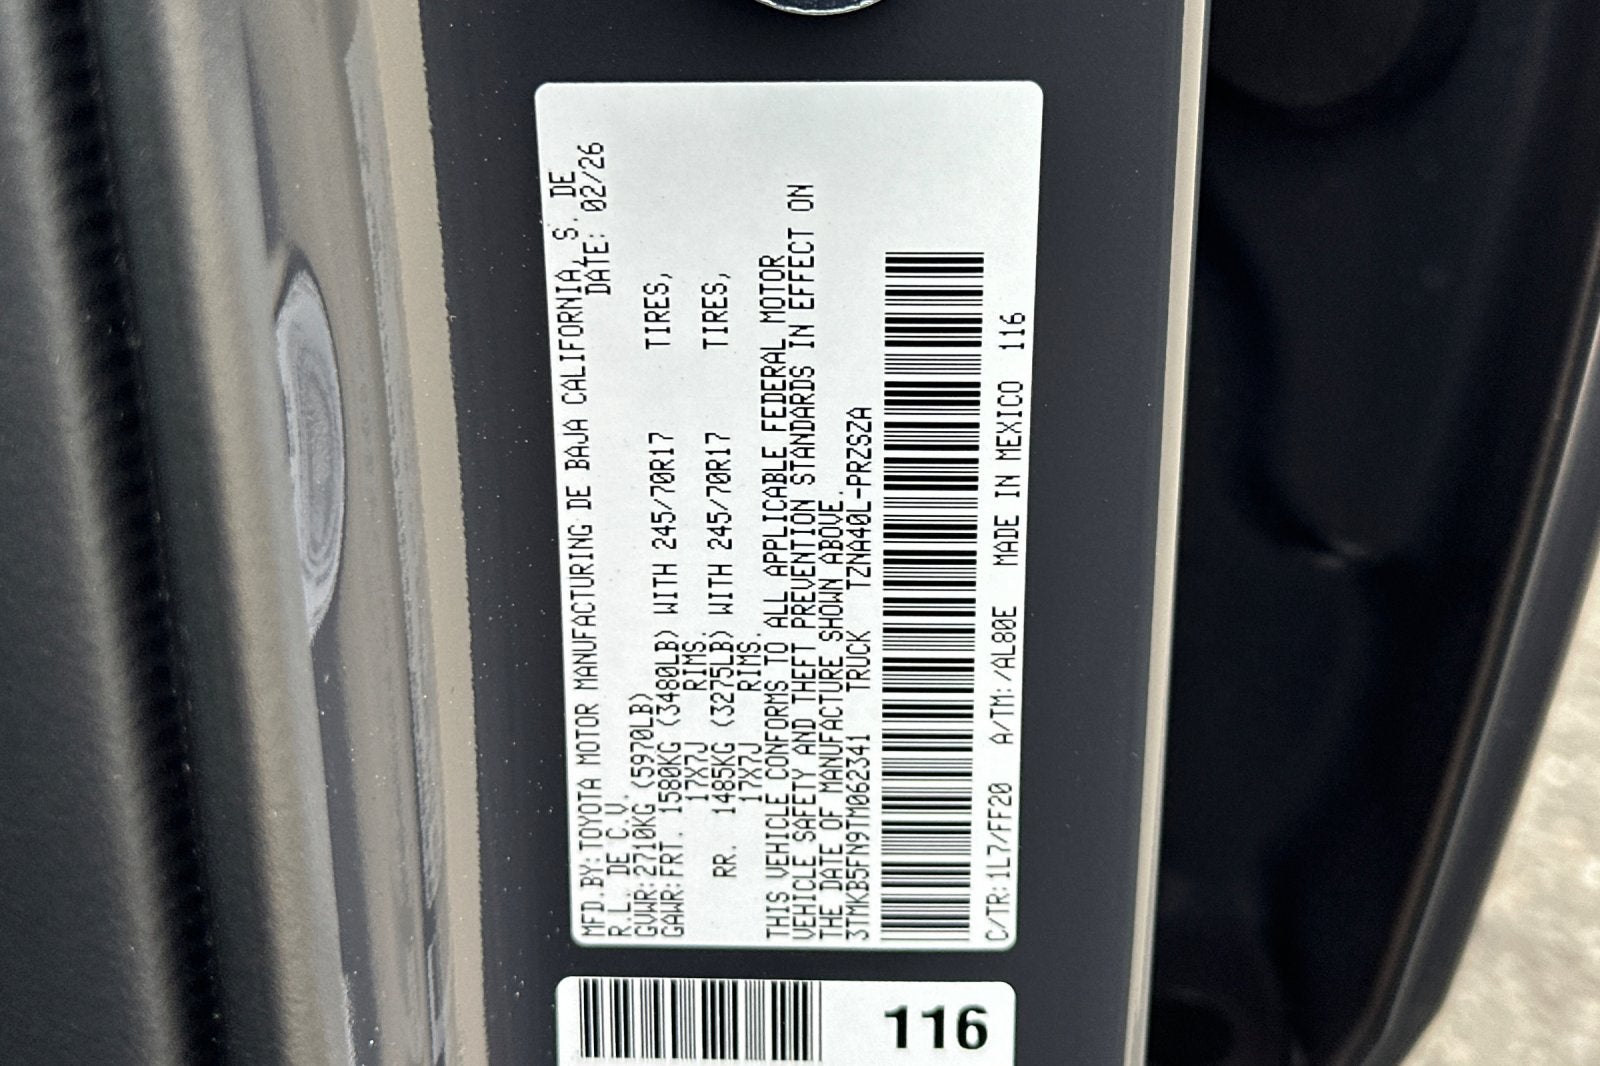 MFD.BY:TOYOTA MOTOR MANUFACTURING DE BAJA CALIFORNIA, S. DE
R.L. DE C.V. DATE: 02/26
GVWR:2710KG (5970LB)
GAWR:FRT. 1580KG (3480LB) WITH 245/70R17 TIRES,
17X7J RIMS.
RR. 1485KG (3275LB) WITH 245/70R17 TIRES,
17X7J RIMS.
THIS VEHICLE CONFORMS TO ALL APPLICABLE FEDERAL MOTOR
VEHICLE SAFETY AND THEFT PREVENTION STANDARDS IN EFFECT ON
THE DATE OF MANUFACTURE SHOWN ABOVE.
3TMKB5FN9TM062341 TRUCK TZNA40L-PRZSZA
C/TR:1L7/FF20 A/TM:/AL80E MADE IN MEXICO 116
116